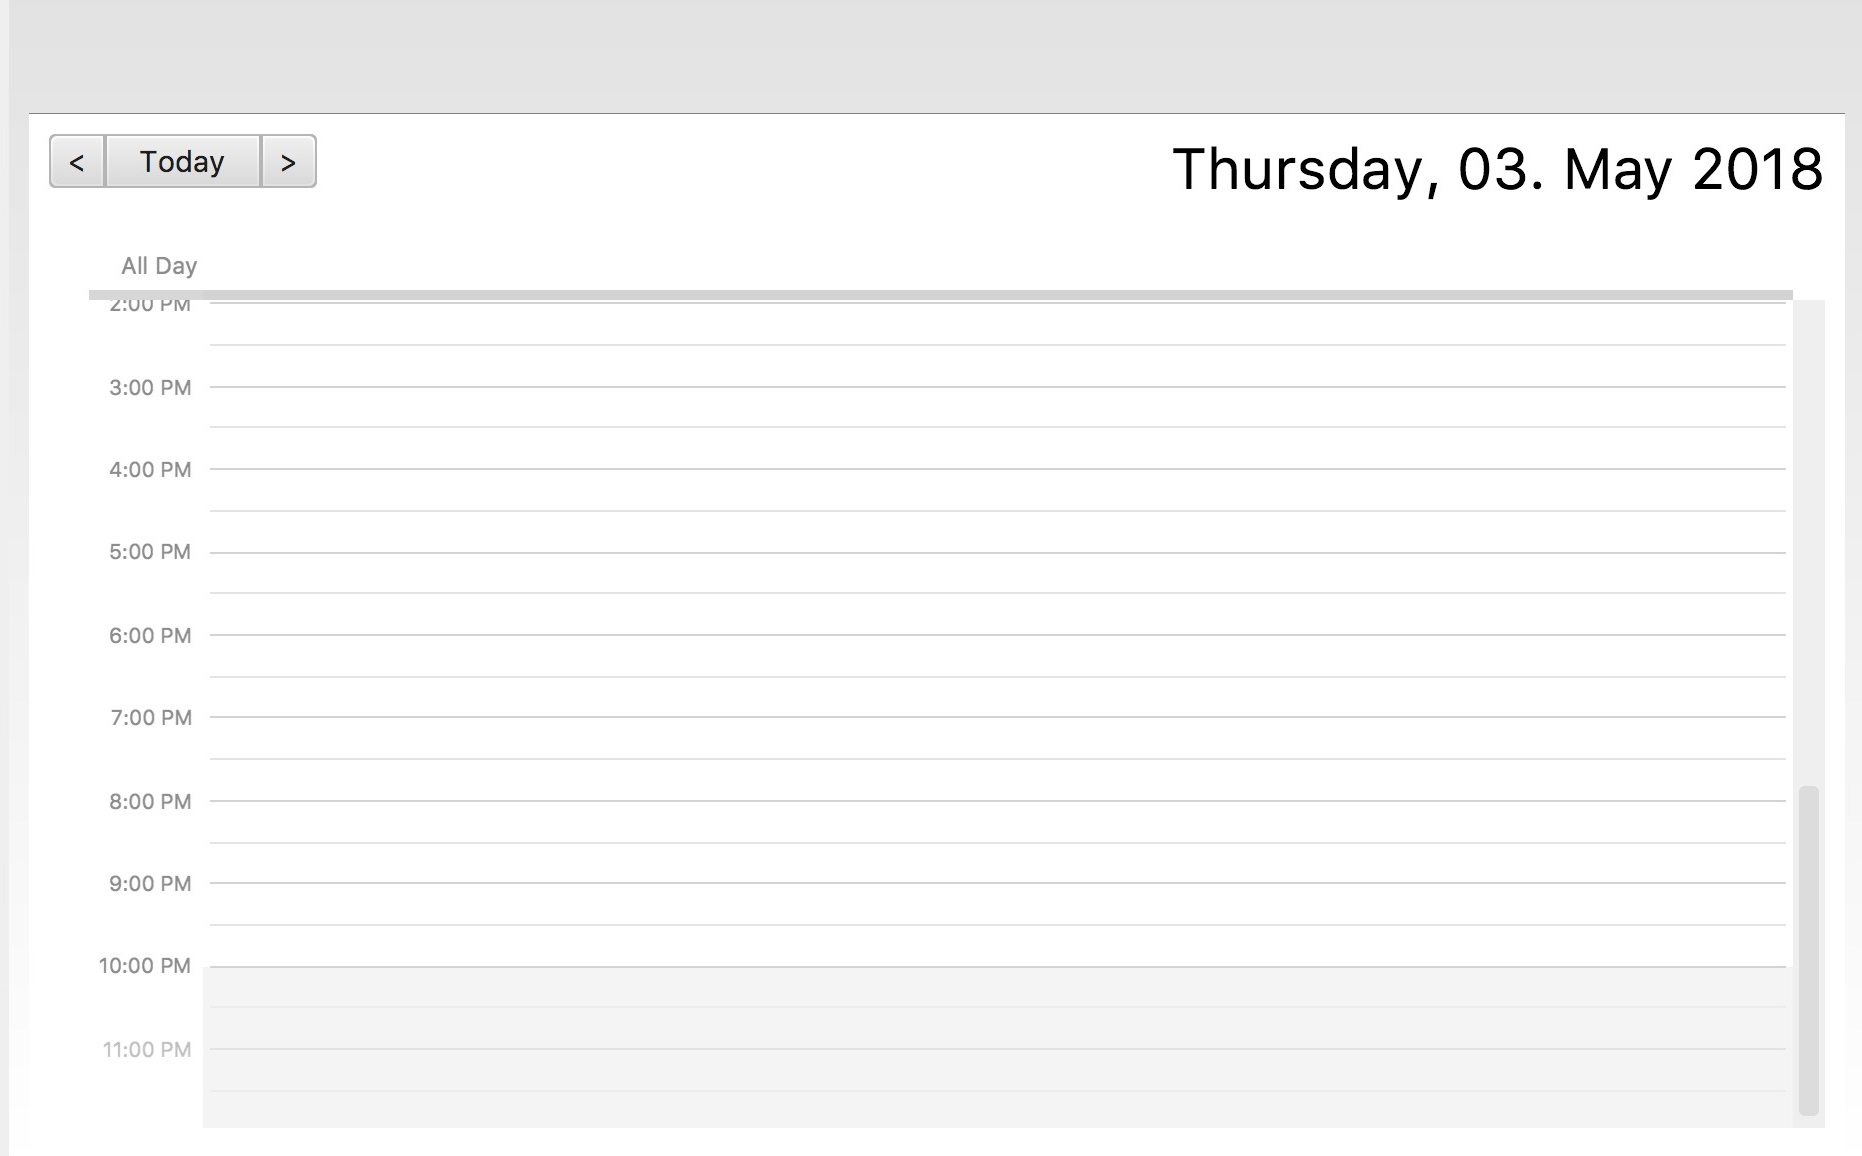 < Today >
Thursday, 03. May 2018
All Day
2:00 PM
3:00 PM
4:00 PM
5:00 PM
6:00 PM
7:00 PM
8:00 PM
9:00 PM
10:00 PM
11:00 PM